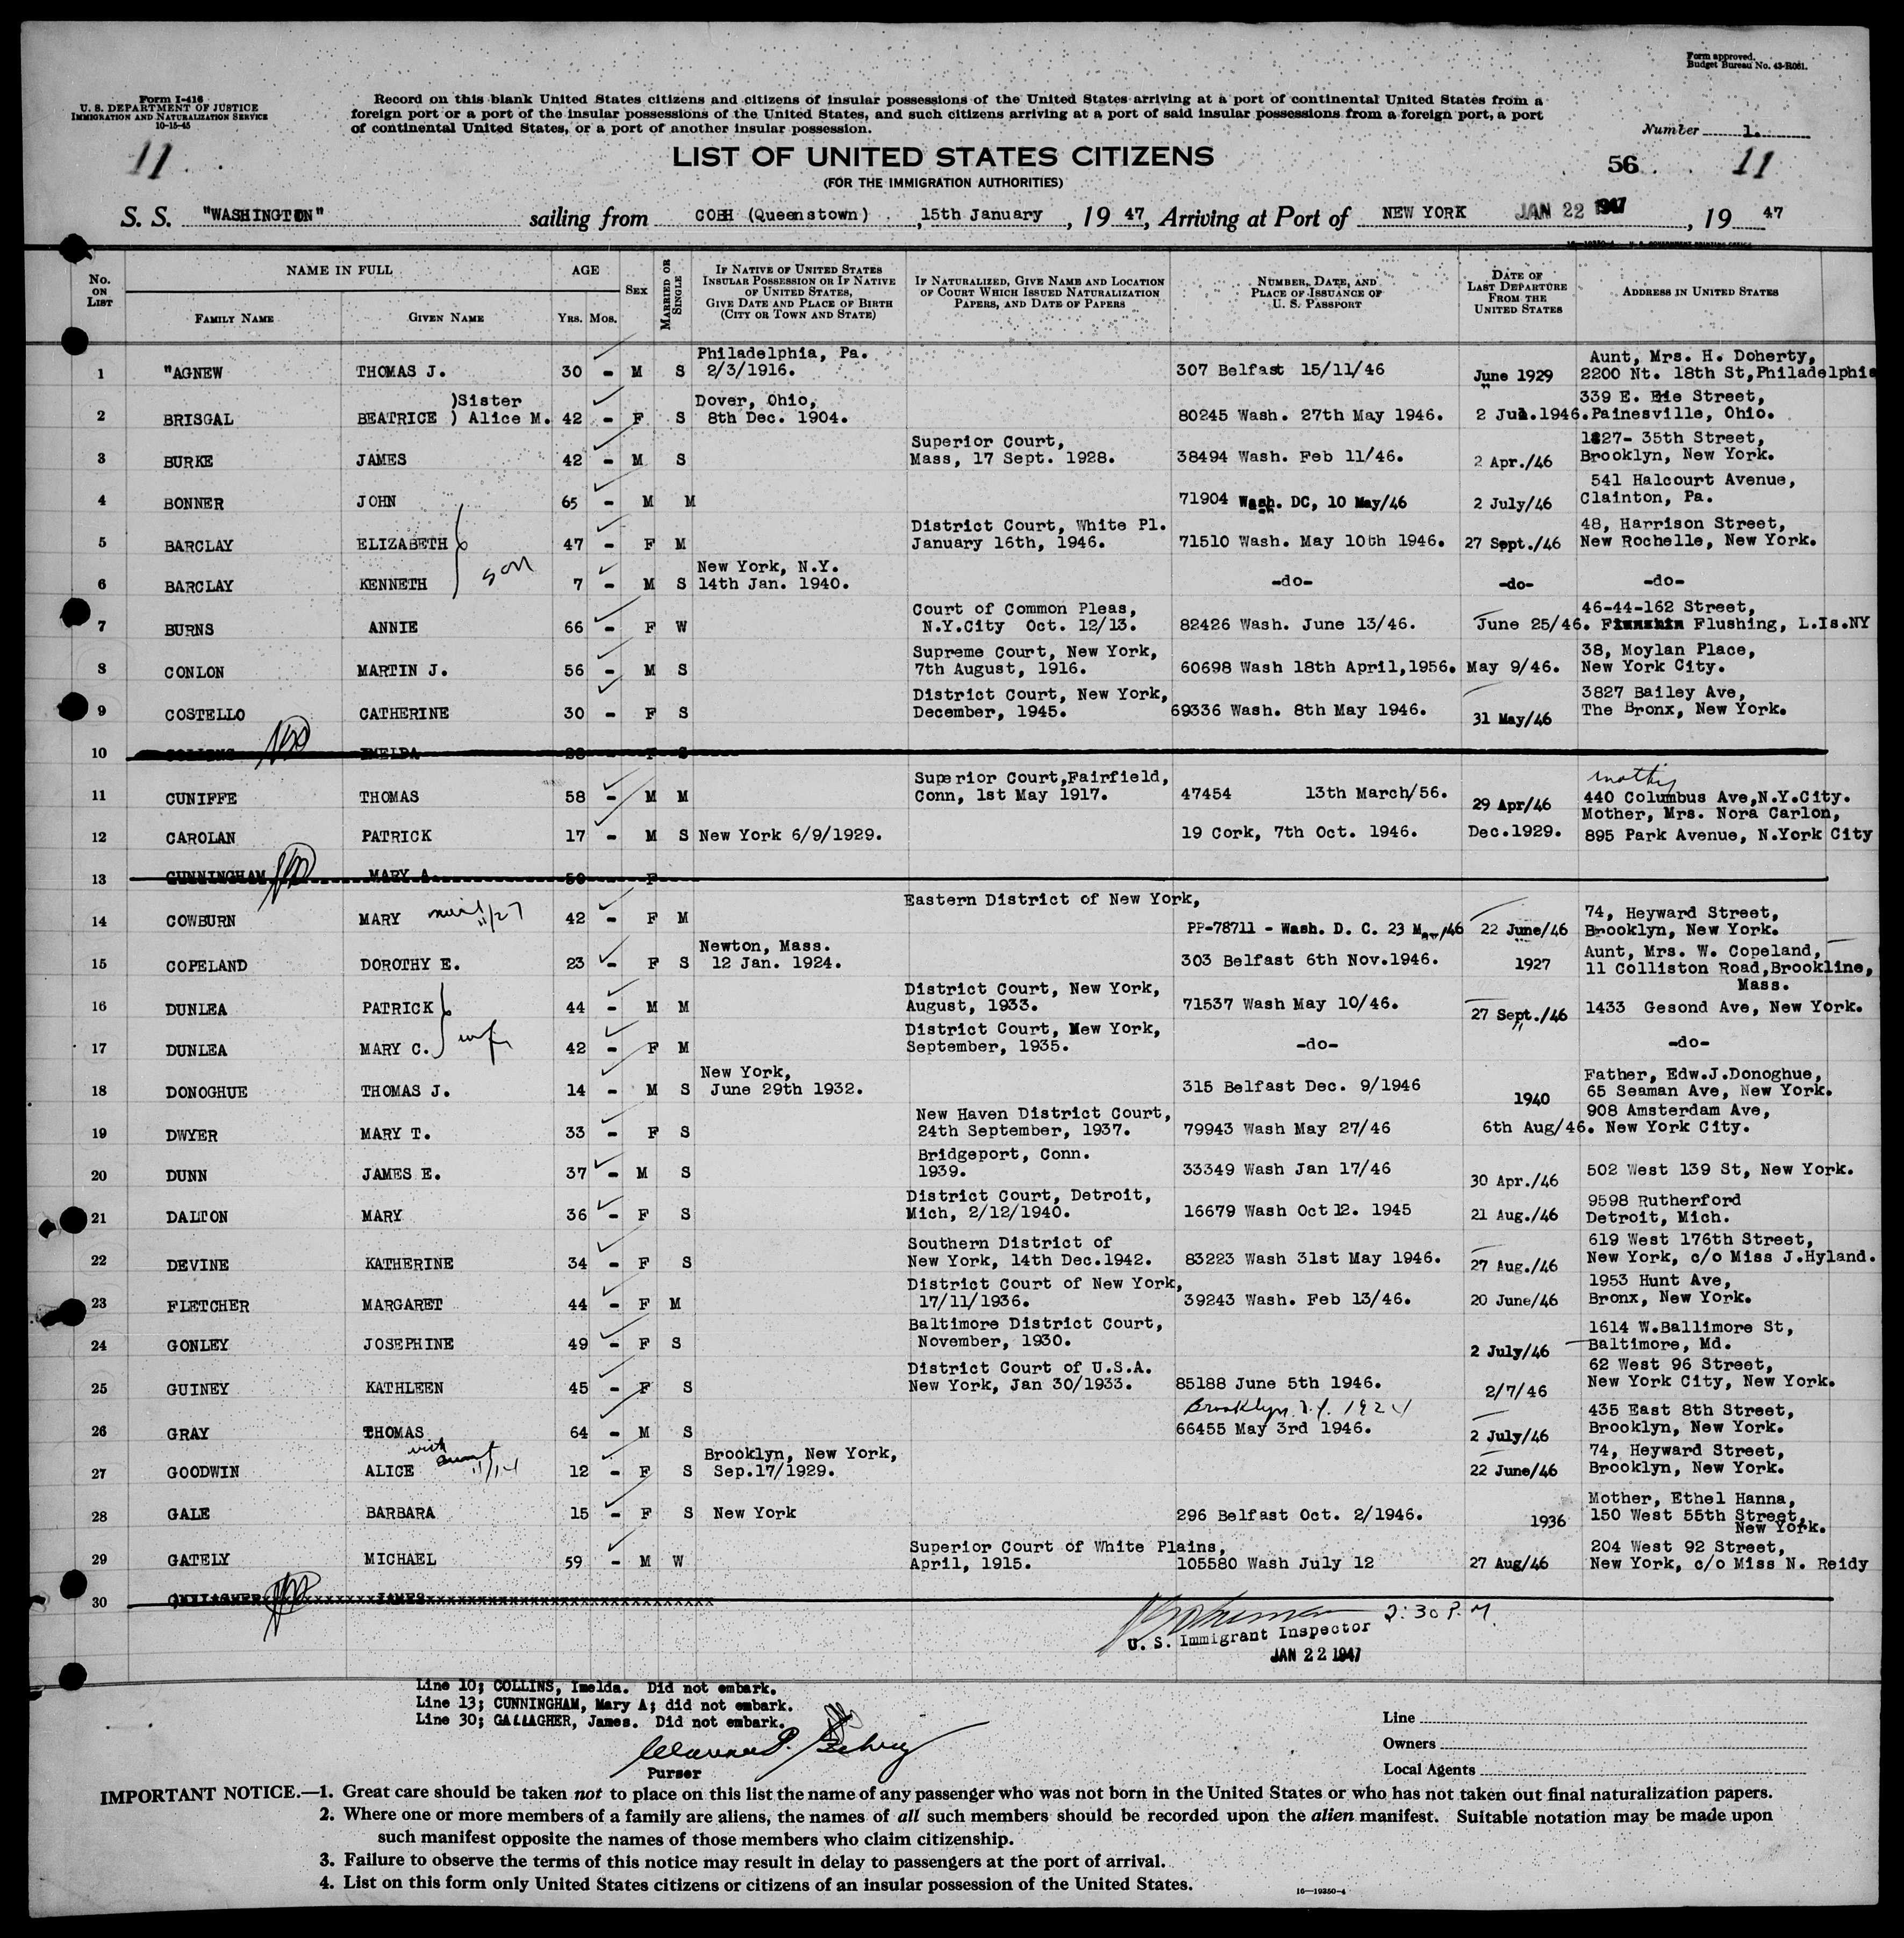 Form approved.
Budget Bureau No. 43-R081.
Form I-416
U. S. DEPARTMENT OF JUSTICE
IMMIGRATION AND NATURALIZATION SERVICE
10-15-45
Record on this blank United States citizens and citizens of insular possessions of the United States arriving at a port of continental United States from a
foreign port or a port of the insular possessions of the United States, and such citizens arriving at a port of said insular possessions from a foreign port, a port
of continental United States, or a port of another insular possession.
Number 1.
11
LIST OF UNITED STATES CITIZENS
(FOR THE IMMIGRATION AUTHORITIES)
56 11
S. S. "WASHINGTON" sailing from COBH (Queenstown), 15th January, 1947, Arriving at Port of NEW YORK JAN 22 1947, 19 47
No. ON LIST
NAME IN FULL
FAMILY NAME
GIVEN NAME
AGE
YRS. MOS.
SEX
MARRIED OR SINGLE
IF NATIVE OF UNITED STATES INSULAR POSSESSION OR IF NATIVE OF UNITED STATES, GIVE DATE AND PLACE OF BIRTH (CITY OR TOWN AND STATE)
IF NATURALIZED, GIVE NAME AND LOCATION OF COURT WHICH ISSUED NATURALIZATION PAPERS, AND DATE OF PAPERS
NUMBER, DATE, AND PLACE OF ISSUANCE OF U. S. PASSPORT
DATE OF LAST DEPARTURE FROM THE UNITED STATES
ADDRESS IN UNITED STATES
1 "AGNEW THOMAS J. 30 - M S Philadelphia, Pa. 2/3/1916. 307 Belfast 15/11/46 June 1929 Aunt, Mrs. H. Doherty, 2200 Nt. 18th St,Philadelphia
2 BRISGAL BEATRICE )Sister ) Alice M. 42 - F S Dover, Ohio, 8th Dec. 1904. 80245 Wash. 27th May 1946. 2 Jul.1946. 339 E. Erie Street, Painesville, Ohio.
3 BURKE JAMES 42 - M S Superior Court, Mass, 17 Sept. 1928. 38494 Wash. Feb 11/46. 2 Apr./46 1827- 35th Street, Brooklyn, New York.
4 BONNER JOHN 65 - M M 71904 Wash. DC, 10 May/46 2 July/46 541 Halcourt Avenue, Clainton, Pa.
5 BARCLAY ELIZABETH 47 - F M District Court, White Pl. January 16th, 1946. 71510 Wash. May 10th 1946. 27 Sept./46 48, Harrison Street, New Rochelle, New York.
6 BARCLAY KENNETH son 7 - M S New York, N.Y. 14th Jan. 1940. -do- -do- -do-
7 BURNS ANNIE 66 - F W Court of Common Pleas, N.Y.City Oct. 12/13. 82426 Wash. June 13/46. June 25/46. 46-44-162 Street, Flushing, L.Is.NY
8 CONLON MARTIN J. 56 - M S Supreme Court, New York, 7th August, 1916. 60698 Wash 18th April,1956. May 9/46. 38, Moylan Place, New York City.
9 COSTELLO CATHERINE 30 - F S District Court, New York, December, 1945. 69336 Wash. 8th May 1946. 31 May/46 3827 Bailey Ave, The Bronx, New York.
10 COLLINS IMELDA F S
11 CUNIFFE THOMAS 58 - M M Superior Court,Fairfield, Conn, 1st May 1917. 47454 13th March/56. 29 Apr/46 440 Columbus Ave,N.Y.City.
12 CAROLAN PATRICK 17 - M S New York 6/9/1929. 19 Cork, 7th Oct. 1946. Dec.1929. Mother, Mrs. Nora Carlon, 895 Park Avenue, N.York City
13 CUNNINGHAM MARY A. 50 F
14 COWBURN MARY 11/27 42 - F M Eastern District of New York, PP-78711 - Wash. D. C. 23 May/46 22 June/46 74, Heyward Street, Brooklyn, New York.
15 COPELAND DOROTHY E. 23 - F S Newton, Mass. 12 Jan. 1924. 303 Belfast 6th Nov.1946. 1927 Aunt, Mrs. W. Copeland, 11 Colliston Road,Brookline, Mass.
16 DUNLEA PATRICK 44 - M M District Court, New York, August, 1933. 71537 Wash May 10/46. 27 Sept./46 1433 Gesond Ave, New York.
17 DUNLEA MARY C. wife 42 - F M District Court, New York, September, 1935. -do- -do-
18 DONOGHUE THOMAS J. 14 - M S New York, June 29th 1932. 315 Belfast Dec. 9/1946 1940 Father, Edw.J.Donoghue, 65 Seaman Ave, New York.
19 DWYER MARY T. 33 - F S New Haven District Court, 24th September, 1937. 79943 Wash May 27/46 6th Aug/46. 908 Amsterdam Ave, New York City.
20 DUNN JAMES E. 37 - M S Bridgeport, Conn. 1939. 33349 Wash Jan 17/46 30 Apr./46 502 West 139 St, New York.
21 DALTON MARY 36 - F S District Court, Detroit, Mich, 2/12/1940. 16679 Wash Oct 12. 1945 21 Aug./46 9598 Rutherford Detroit, Mich.
22 DEVINE KATHERINE 34 - F S Southern District of New York, 14th Dec.1942. 83223 Wash 31st May 1946. 27 Aug./46 619 West 176th Street, New York, c/o Miss J.Hyland.
23 FLETCHER MARGARET 44 - F M District Court of New York, 17/11/1936. 39243 Wash. Feb 13/46. 20 June/46 1953 Hunt Ave, Bronx, New York.
24 GONLEY JOSEPHINE 49 - F S Baltimore District Court, November, 1930. 2 July/46 1614 W.Ballimore St, Baltimore, Md.
25 GUINEY KATHLEEN 45 - F S District Court of U.S.A. New York, Jan 30/1933. 85188 June 5th 1946. 2/7/46 62 West 96 Street, New York City, New York.
26 GRAY THOMAS 64 - M S Brooklyn N.Y. 1924 66455 May 3rd 1946. 2 July/46 435 East 8th Street, Brooklyn, New York.
27 GOODWIN ALICE with aunt 11/14 12 - F S Brooklyn, New York, Sep.17/1929. 22 June/46 74, Heyward Street, Brooklyn, New York.
28 GALE BARBARA 15 - F S New York 296 Belfast Oct. 2/1946. 1936 Mother, Ethel Hanna, 150 West 55th Street, New York.
29 GATELY MICHAEL 59 - M W Superior Court of White Plains, April, 1915. 105580 Wash July 12 27 Aug/46 204 West 92 Street, New York, c/o Miss N. Reidy
30 GALLAGHER JAMES
2:30 P.M
U. S. Immigrant Inspector
JAN 22 1947
Line 10; COLLINS, Imelda. Did not embark.
Line 13; CUNNINGHAM, Mary A; did not embark.
Line 30; GALLAGHER, James. Did not embark.
Purser
Line
Owners
Local Agents
IMPORTANT NOTICE.—1. Great care should be taken not to place on this list the name of any passenger who was not born in the United States or who has not taken out final naturalization papers.
2. Where one or more members of a family are aliens, the names of all such members should be recorded upon the alien manifest. Suitable notation may be made upon
such manifest opposite the names of those members who claim citizenship.
3. Failure to observe the terms of this notice may result in delay to passengers at the port of arrival.
4. List on this form only United States citizens or citizens of an insular possession of the United States.
16—19350-4